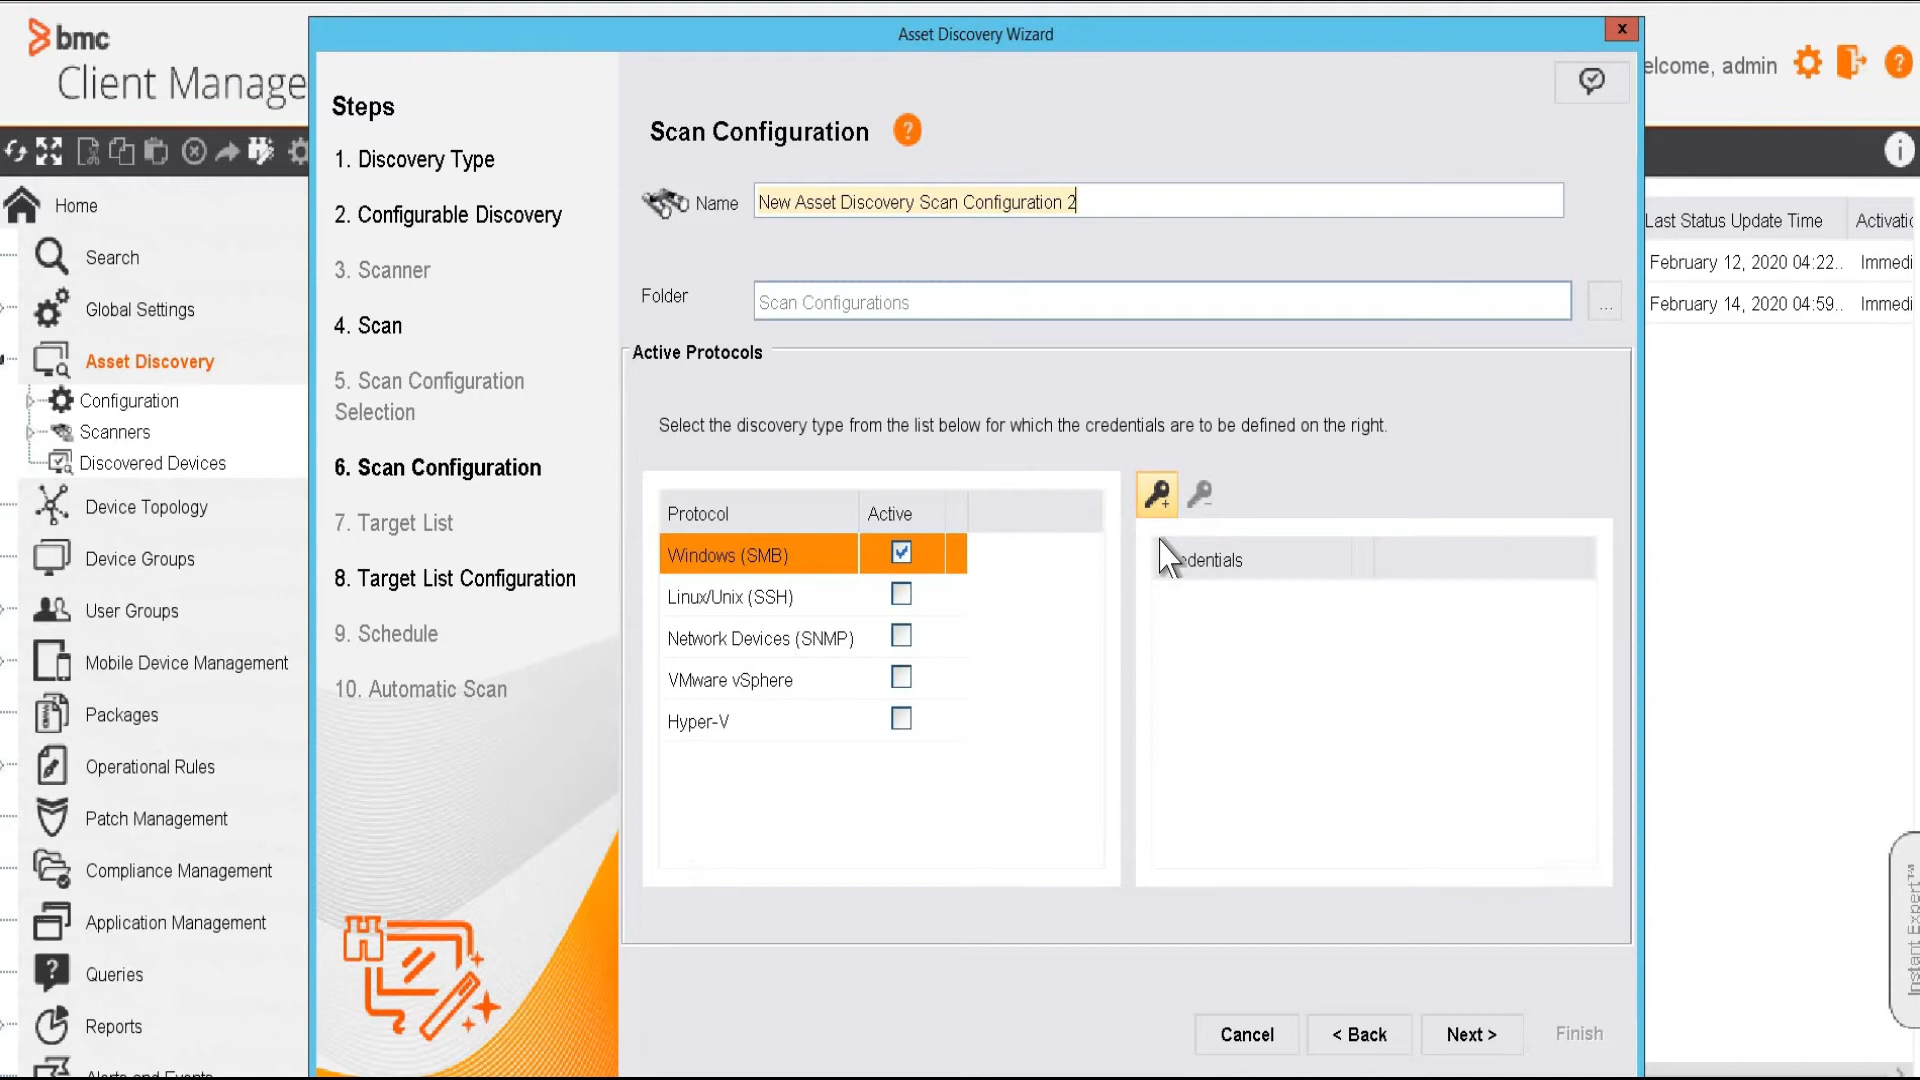 bmc
Client Manage
Asset Discovery Wizard
x
elcome, admin
?
i
Home
Search
Global Settings
Asset Discovery
Configuration
Scanners
Discovered Devices
Device Topology
Device Groups
User Groups
Mobile Device Management
Packages
Operational Rules
Patch Management
Compliance Management
Application Management
Queries
Reports
Alerts and Events
Steps
1. Discovery Type
2. Configurable Discovery
3. Scanner
4. Scan
5. Scan Configuration
Selection
6. Scan Configuration
7. Target List
8. Target List Configuration
9. Schedule
10. Automatic Scan
Scan Configuration ?
Name New Asset Discovery Scan Configuration 2
Folder Scan Configurations ...
Active Protocols
Select the discovery type from the list below for which the credentials are to be defined on the right.
Protocol Active
Windows (SMB)
Linux/Unix (SSH)
Network Devices (SNMP)
VMware vSphere
Hyper-V
edentials
Cancel < Back Next > Finish
Last Status Update Time Activatic
February 12, 2020 04:22.. Immedi
February 14, 2020 04:59.. Immedi
Instant Expert™